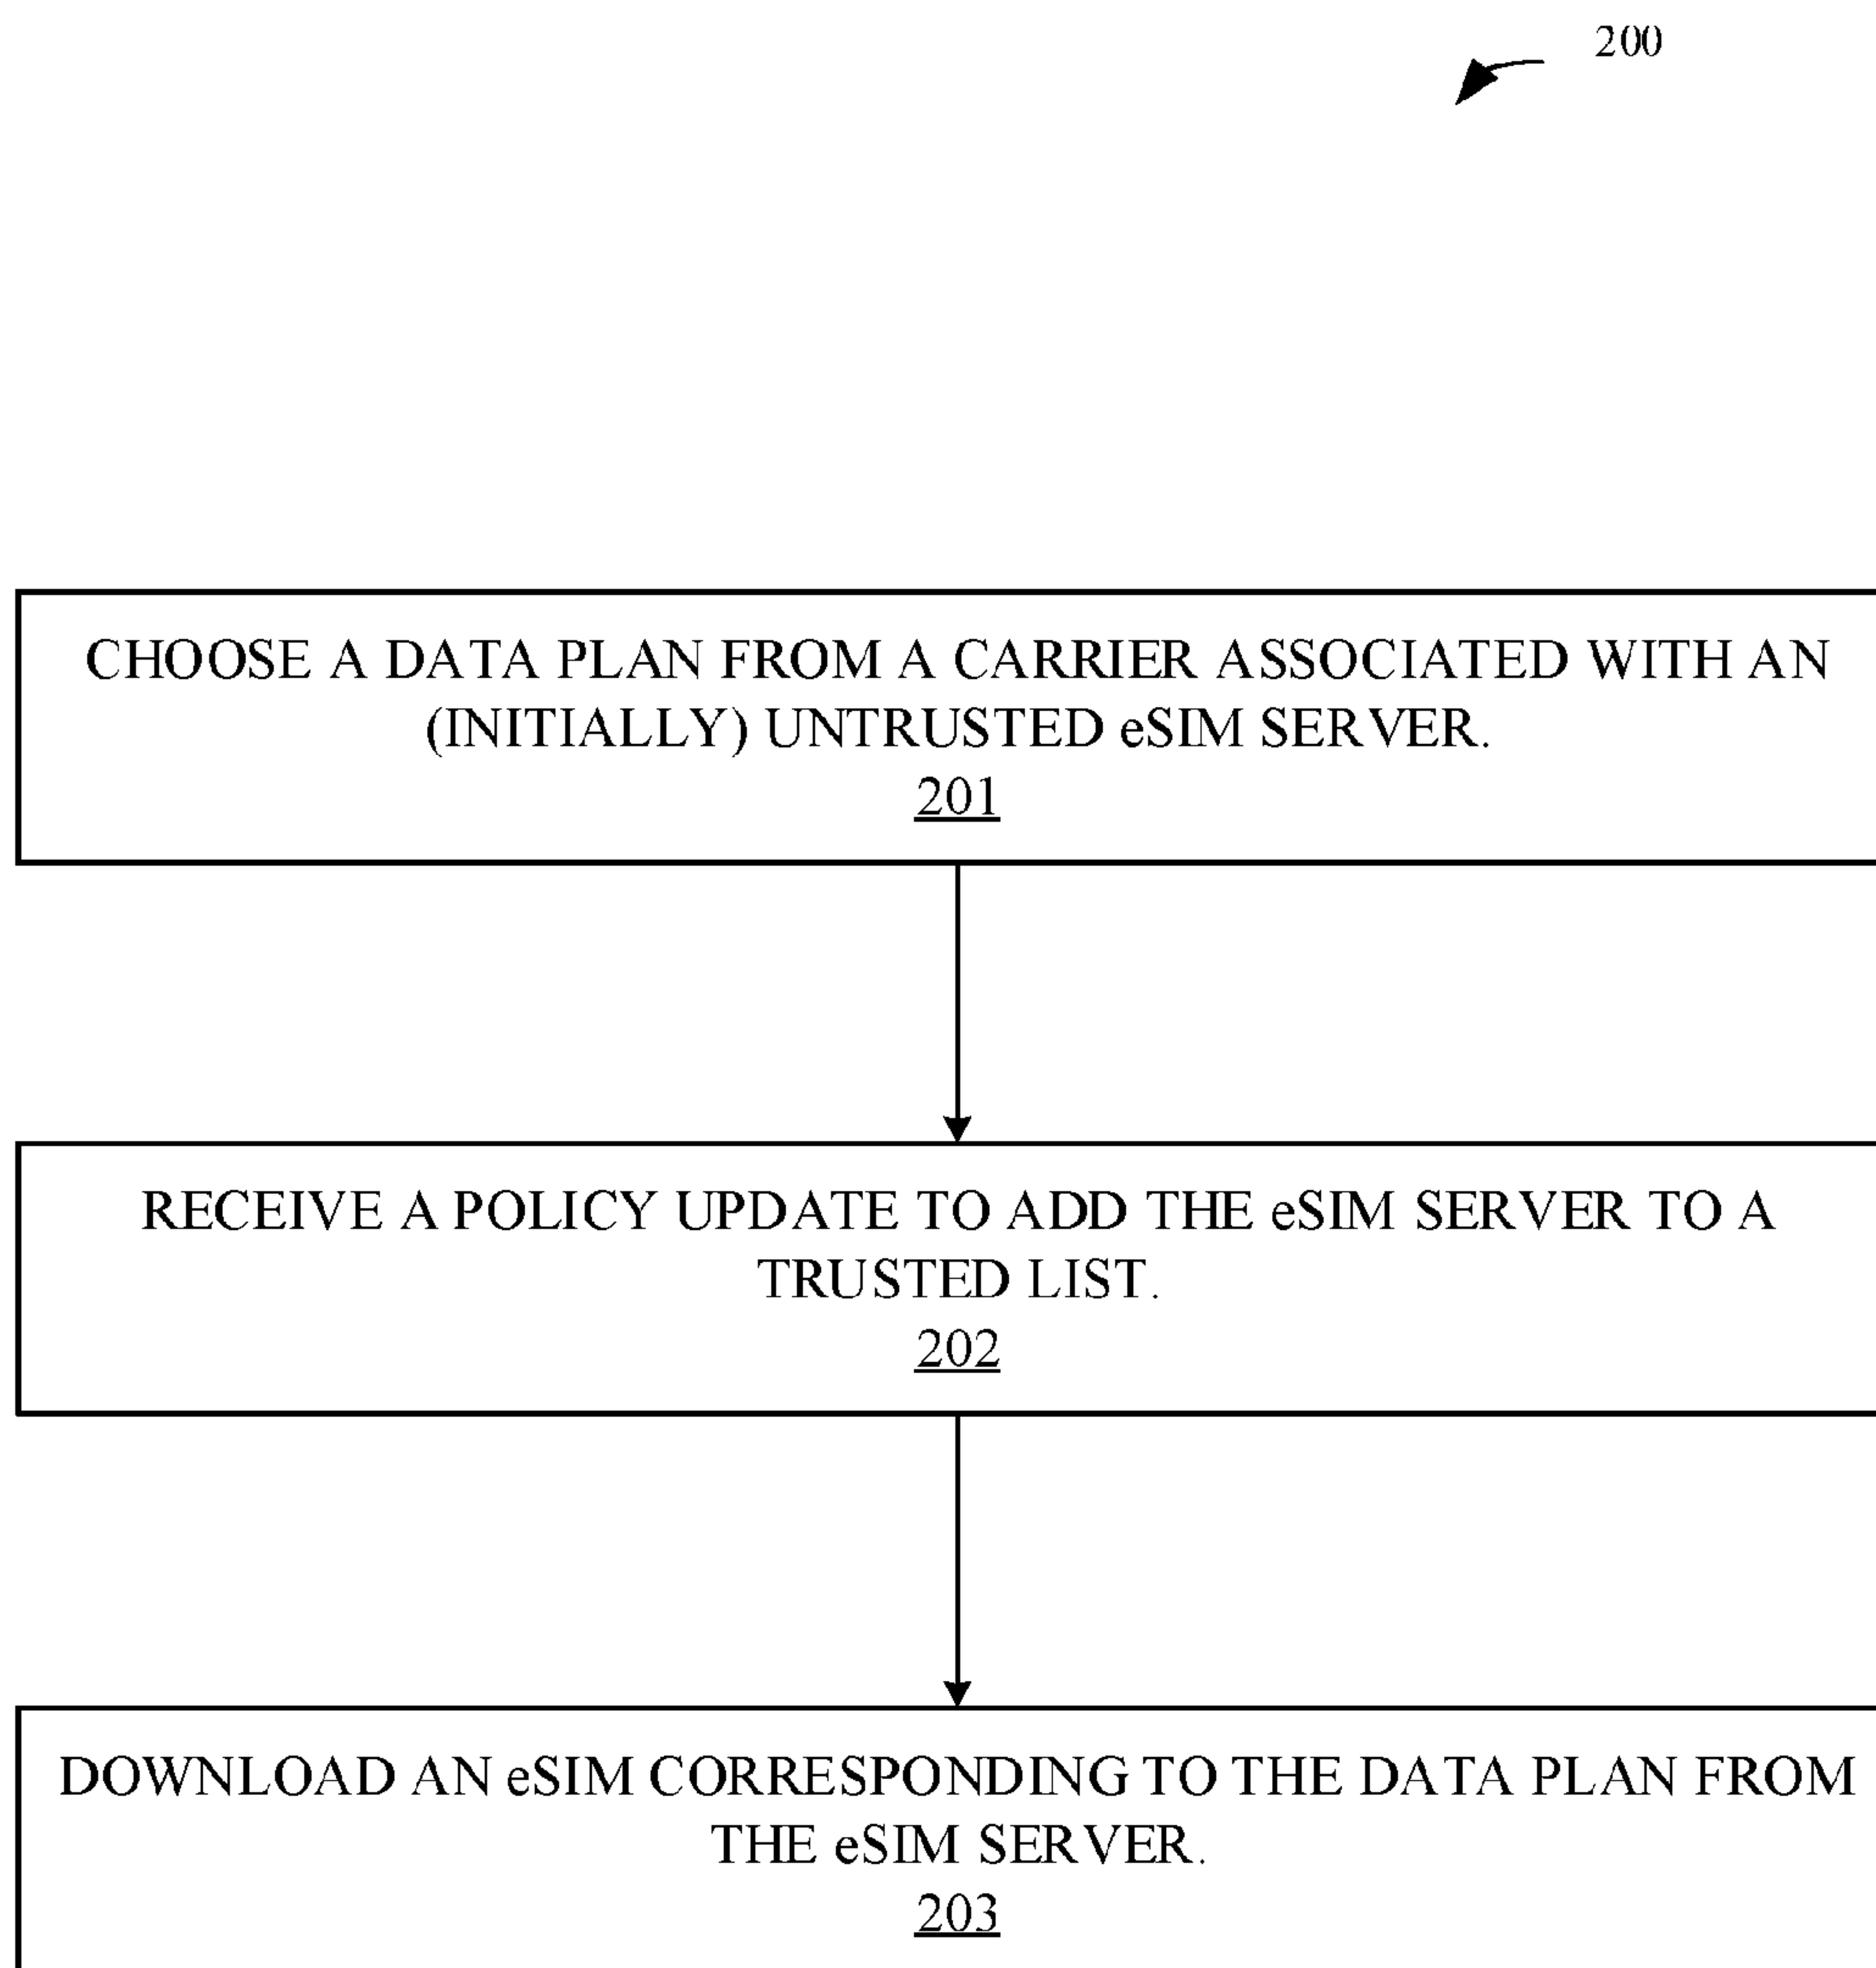 200
CHOOSE A DATA PLAN FROM A CARRIER ASSOCIATED WITH AN
(INITIALLY) UNTRUSTED eSIM SERVER.
201
RECEIVE A POLICY UPDATE TO ADD THE eSIM SERVER TO A
TRUSTED LIST.
202
DOWNLOAD AN eSIM CORRESPONDING TO THE DATA PLAN FROM
THE eSIM SERVER.
203